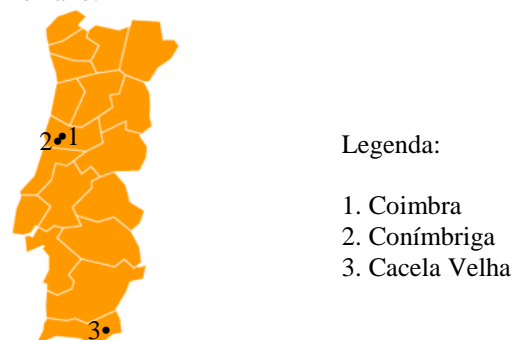 2 1
Legenda:
1. Coimbra
2. Conímbriga
3. Cacela Velha
3